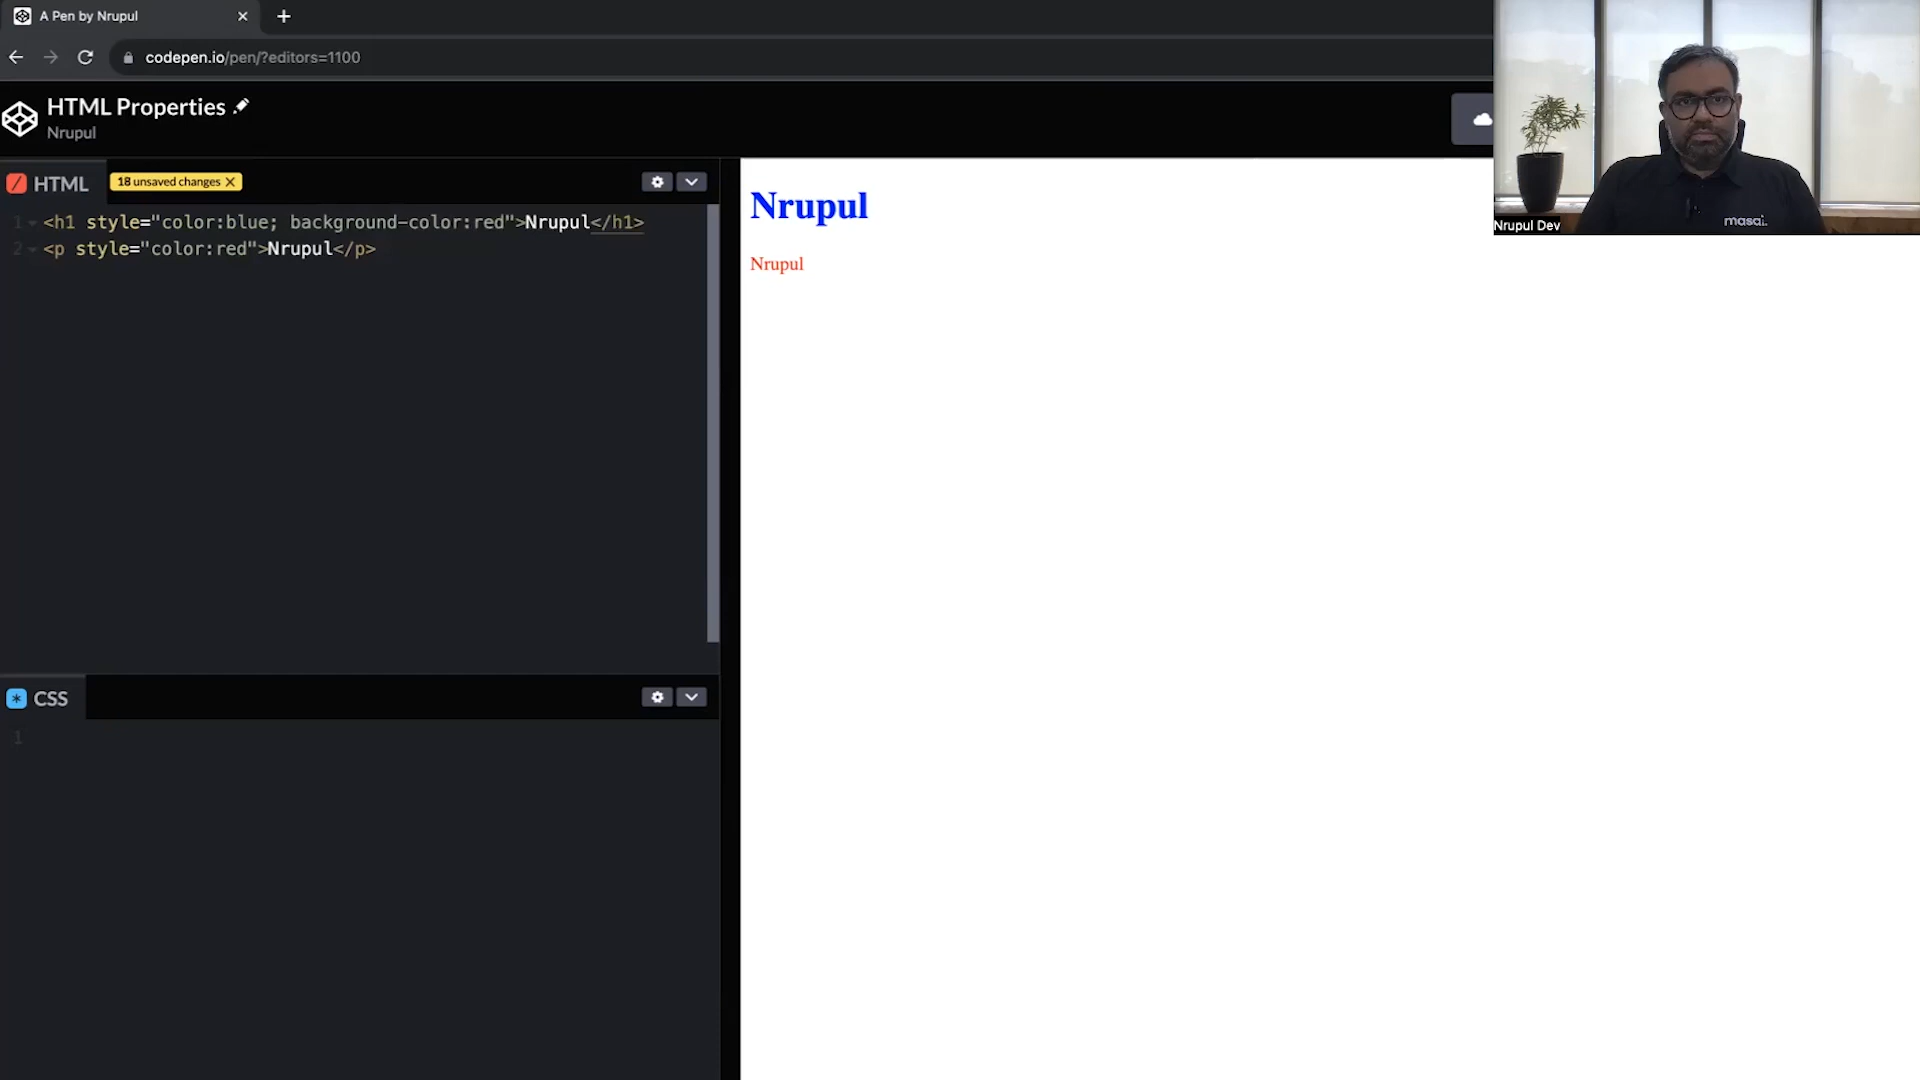 A Pen by Nrupul
codepen.io/pen/?editors=1100
HTML Properties
Nrupul
HTML
18 unsaved changes
1 <h1 style="color:blue; background-color:red">Nrupul</h1>
2 <p style="color:red">Nrupul</p>
CSS
1
Nrupul
Nrupul
masai.
Nrupul Dev